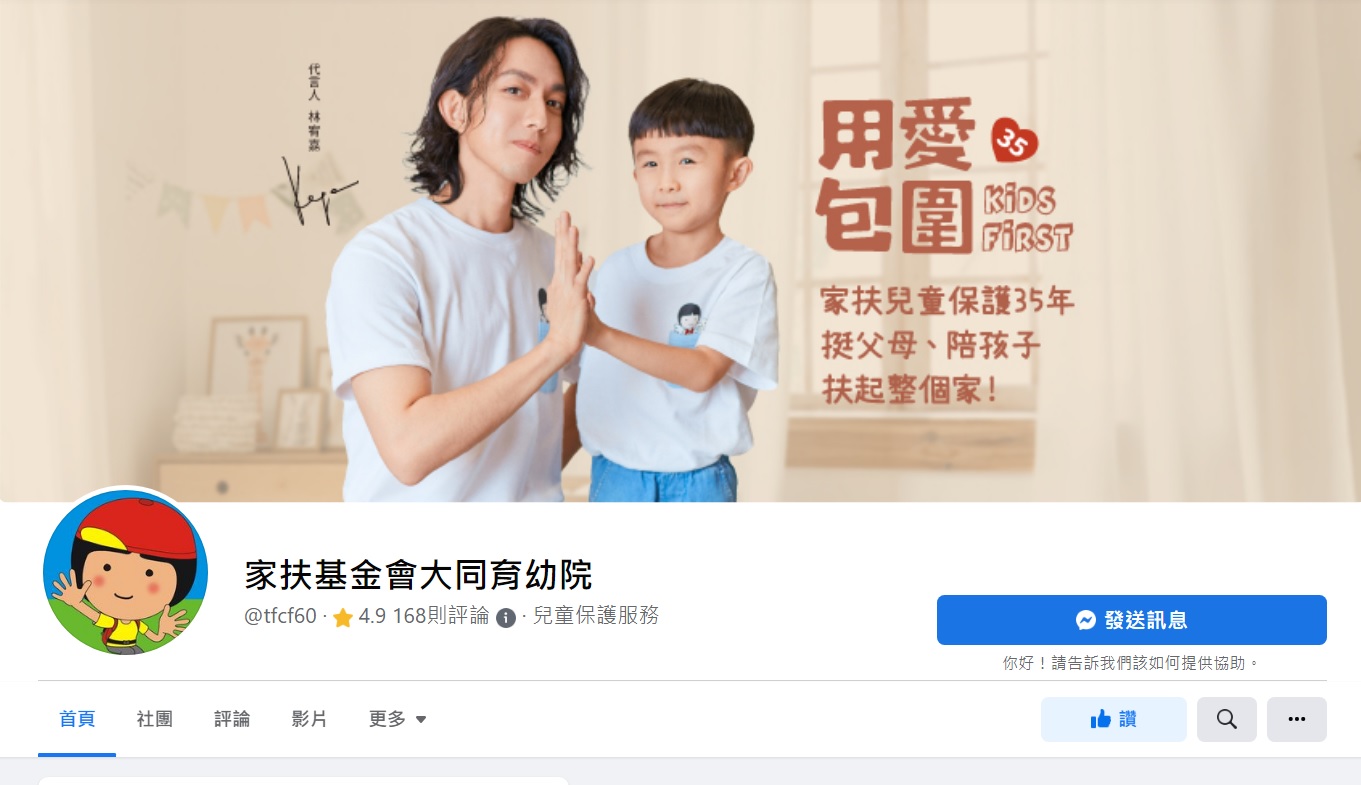 代言人 林宥嘉
用愛
35
包圍
KiDS
FiRST
家扶兒童保護35年
挺父母、陪孩子
扶起整個家！
家扶基金會大同育幼院
@tfcf60 · 4.9 168則評論 · 兒童保護服務
發送訊息
你好！請告訴我們該如何提供協助。
首頁 社團 評論 影片 更多
讚